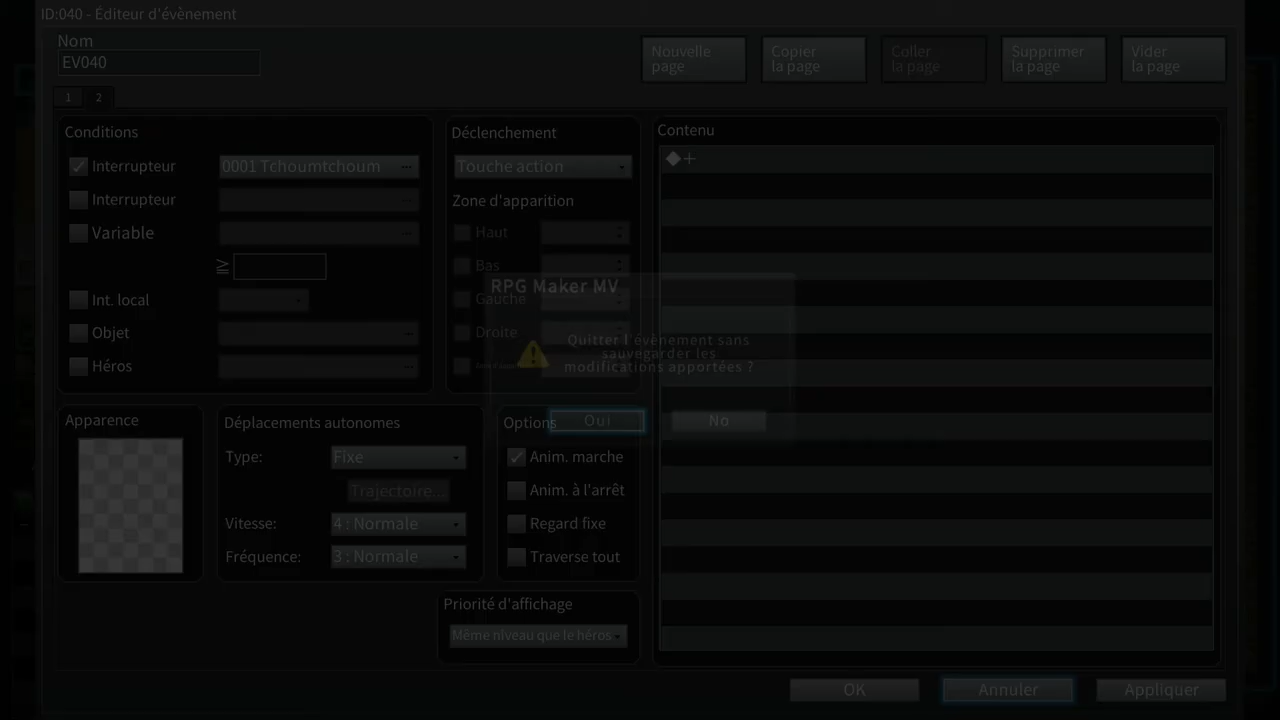 ID:040 - Éditeur d'évènement
Nom
EV040
Nouvelle
page
Copier
la page
Coller
la page
Supprimer
la page
Vider
la page
1
2
Conditions
Interrupteur
0001 Tchoumtchoum ...
Interrupteur
...
Variable
...
≧
Int. local
Objet
...
Héros
...
Déclenchement
Touche action
Zone d'apparition
Haut
Bas
Gauche
Droite
Contenu
◆+
RPG Maker MV
Quitter l'évènement sans
sauvegarder les
modifications apportées ?
Oui
No
Apparence
Déplacements autonomes
Type:
Fixe
Trajectoire...
Vitesse:
4 : Normale
Fréquence:
3 : Normale
Options
Anim. marche
Anim. à l'arrêt
Regard fixe
Traverse tout
Priorité d'affichage
Même niveau que le héros
OK
Annuler
Appliquer